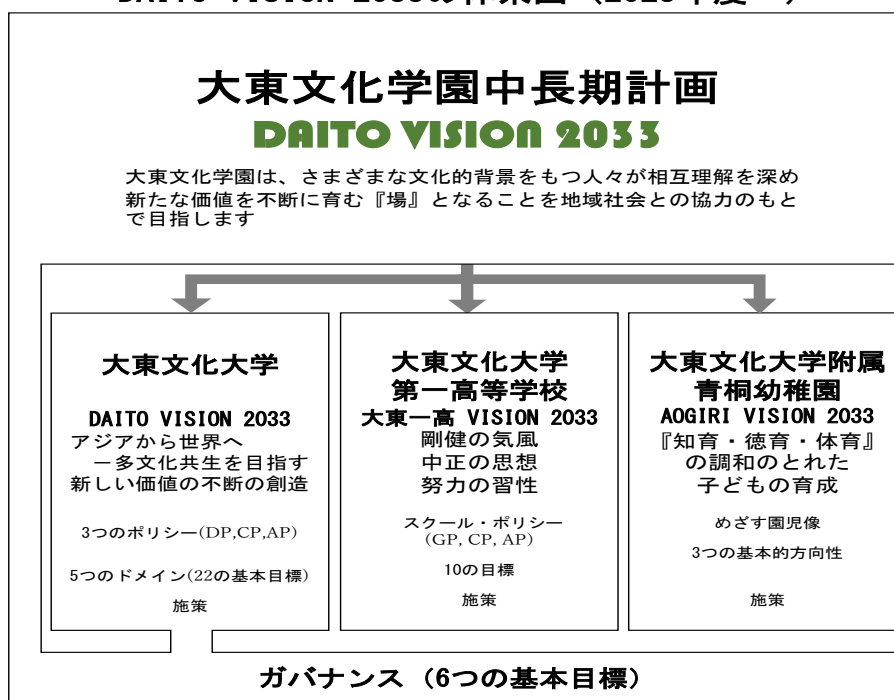 大東文化学園中長期計画
DAITO VISION 2033
大東文化学園は、さまざまな文化的背景をもつ人々が相互理解を深め
新たな価値を不断に育む『場』となることを地域社会との協力のもと
で目指します
大東文化大学
DAITO VISION 2033
アジアから世界へ
－多文化共生を目指す
新しい価値の不断の創造
3つのポリシー(DP,CP,AP)
5つのドメイン(22の基本目標)
施策
大東文化大学
第一高等学校
大東一高 VISION 2033
剛健の気風
中正の思想
努力の習性
スクール・ポリシー
(GP, CP, AP)
10の目標
施策
大東文化大学附属
青桐幼稚園
AOGIRI VISION 2033
『知育・徳育・体育』
の調和のとれた
子どもの育成
めざす園児像
3つの基本的方向性
施策
ガバナンス（6つの基本目標）